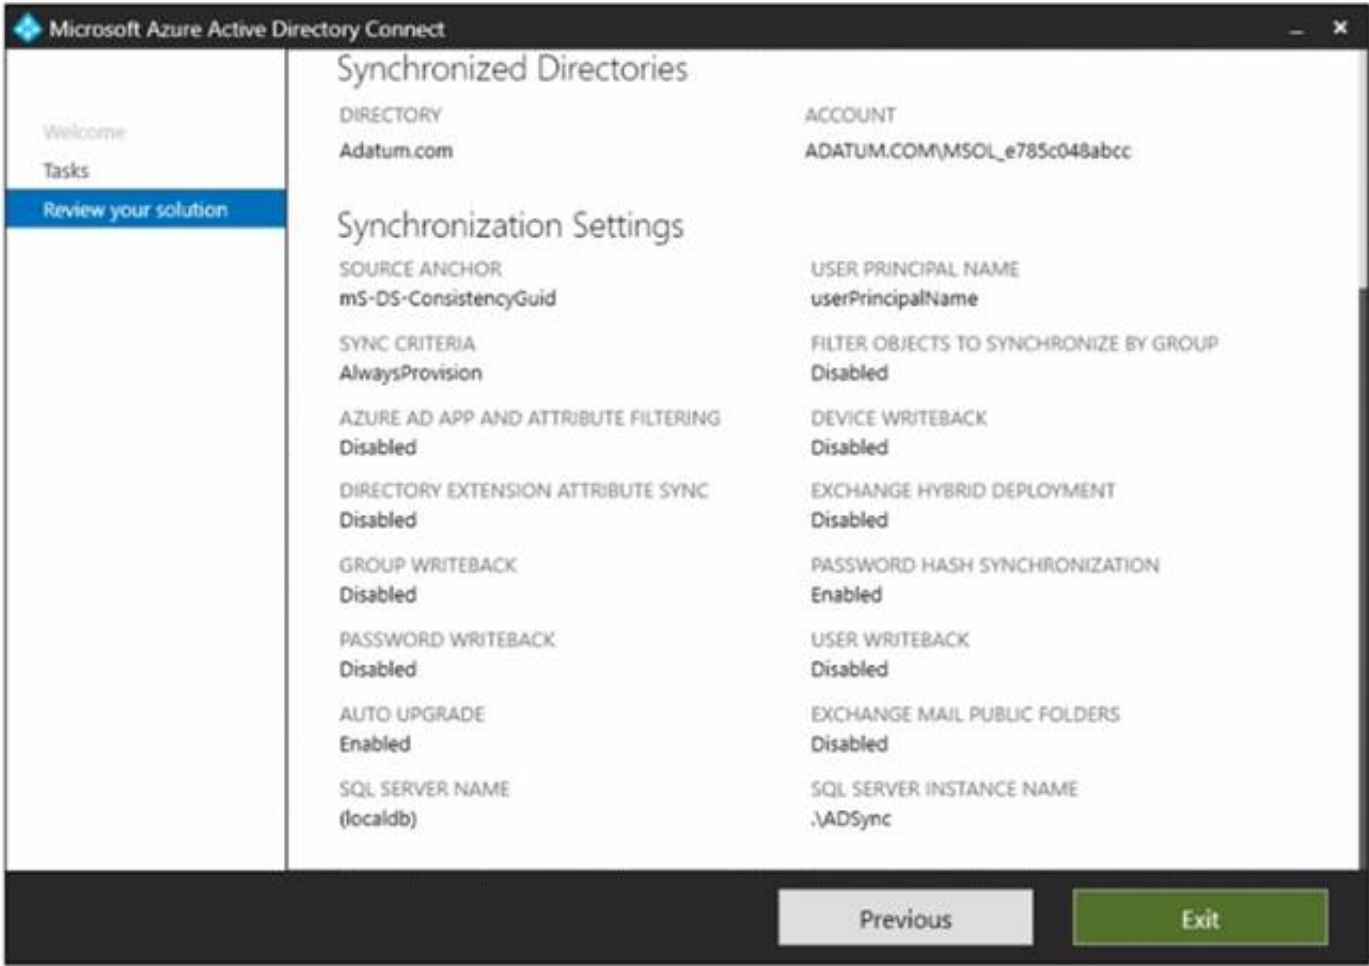 Microsoft Azure Active Directory Connect
Welcome
Tasks
Review your solution
Synchronized Directories
DIRECTORY
ACCOUNT
Adatum.com
ADATUM.COM\MSOL_e785c048abcc
Synchronization Settings
SOURCE ANCHOR
USER PRINCIPAL NAME
mS-DS-ConsistencyGuid
userPrincipalName
SYNC CRITERIA
FILTER OBJECTS TO SYNCHRONIZE BY GROUP
AlwaysProvision
Disabled
AZURE AD APP AND ATTRIBUTE FILTERING
DEVICE WRITEBACK
Disabled
Disabled
DIRECTORY EXTENSION ATTRIBUTE SYNC
EXCHANGE HYBRID DEPLOYMENT
Disabled
Disabled
GROUP WRITEBACK
PASSWORD HASH SYNCHRONIZATION
Disabled
Enabled
PASSWORD WRITEBACK
USER WRITEBACK
Disabled
Disabled
AUTO UPGRADE
EXCHANGE MAIL PUBLIC FOLDERS
Enabled
Disabled
SQL SERVER NAME
SQL SERVER INSTANCE NAME
(localdb)
.\ADSync
Previous
Exit